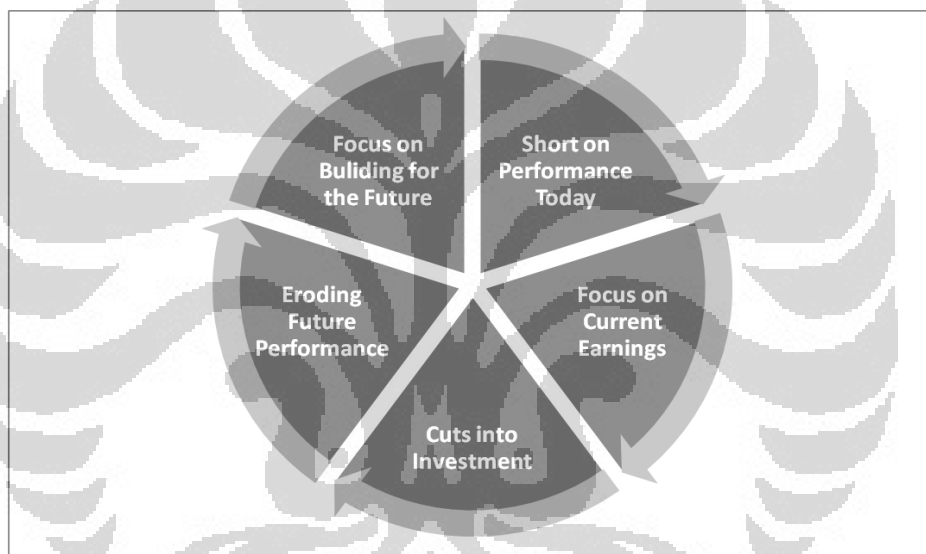 Focus on
Buliding for
the Future
Short on
Performance
Today
Focus on
Current
Earnings
Cuts into
Investment
Eroding
Future
Performance